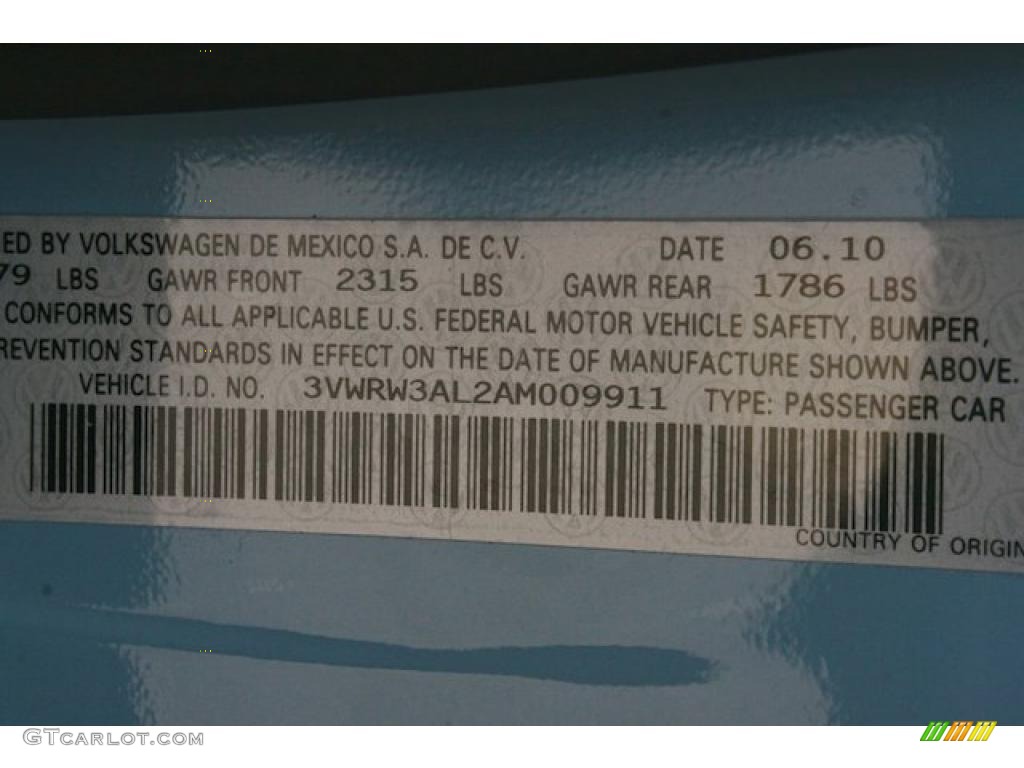 ED BY VOLKSWAGEN DE MEXICO S.A. DE C.V. DATE 06.10
79 LBS GAWR FRONT 2315 LBS GAWR REAR 1786 LBS
CONFORMS TO ALL APPLICABLE U.S. FEDERAL MOTOR VEHICLE SAFETY, BUMPER,
REVENTION STANDARDS IN EFFECT ON THE DATE OF MANUFACTURE SHOWN ABOVE.
VEHICLE I.D. NO. 3VWRW3AL2AM009911 TYPE: PASSENGER CAR
COUNTRY OF ORIGIN
GTCarlot.com